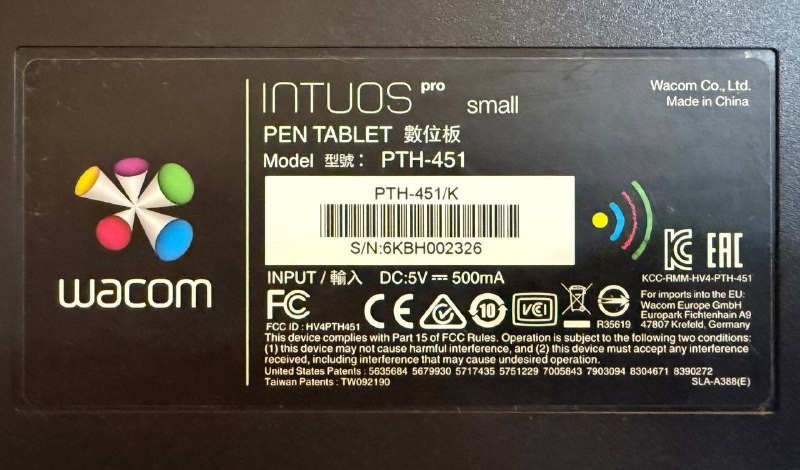 wacom
INTUOS pro small
PEN TABLET 數位板
Model 型號： PTH-451
PTH-451/K
S/N:6KBH002326
Wacom Co., Ltd.
Made in China
INPUT / 輸入 DC:5V ⎓ 500mA
FC CE 10 VCI
FCC ID : HV4PTH451
R35619
EAC
KCC-RMM-HV4-PTH-451
For imports into the EU:
Wacom Europe GmbH
Europark Fichtenhain A9
47807 Krefeld, Germany
This device complies with Part 15 of FCC Rules. Operation is subject to the following two conditions:
(1) this device may not cause harmful interference, and (2) this device must accept any interference
received, including interference that may cause undesired operation.
United States Patents : 5635684 5679930 5717435 5751229 7005843 7903094 8304671 8390272
Taiwan Patents : TW092190
SLA-A388(E)